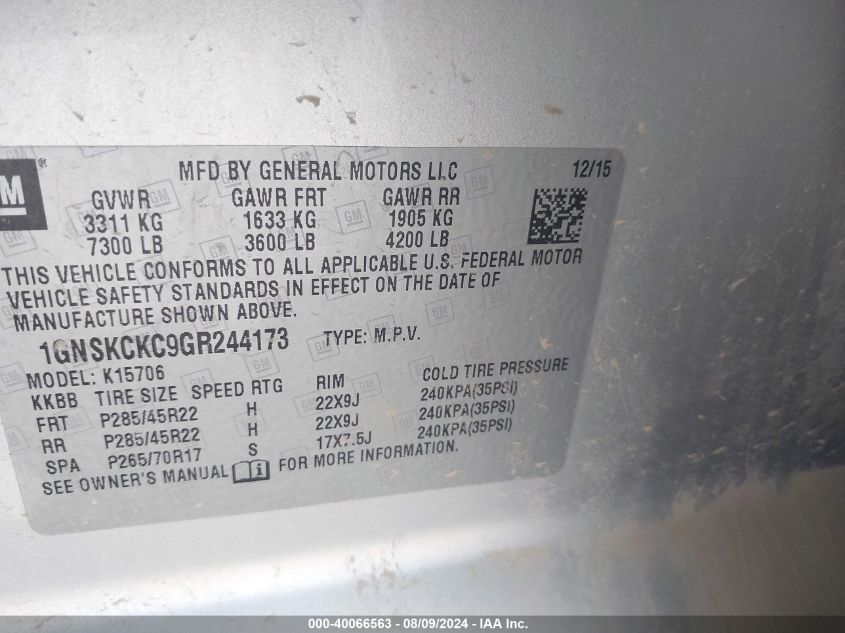 GM®
MFD BY GENERAL MOTORS LLC 12/15
GVWR GAWR FRT GAWR RR
3311 KG 1633 KG 1905 KG
7300 LB 3600 LB 4200 LB
THIS VEHICLE CONFORMS TO ALL APPLICABLE U.S. FEDERAL MOTOR
VEHICLE SAFETY STANDARDS IN EFFECT ON THE DATE OF
MANUFACTURE SHOWN ABOVE.
1GNSKCKC9GR244173 TYPE: M.P.V.
MODEL: K15706
KKBB TIRE SIZE SPEED RTG RIM COLD TIRE PRESSURE
FRT P285/45R22 H 22X9J 240KPA(35PSI)
RR P285/45R22 H 22X9J 240KPA(35PSI)
SPA P265/70R17 S 17X7.5J 240KPA(35PSI)
SEE OWNER'S MANUAL i FOR MORE INFORMATION.
000-40066563 - 08/09/2024 - IAA Inc.